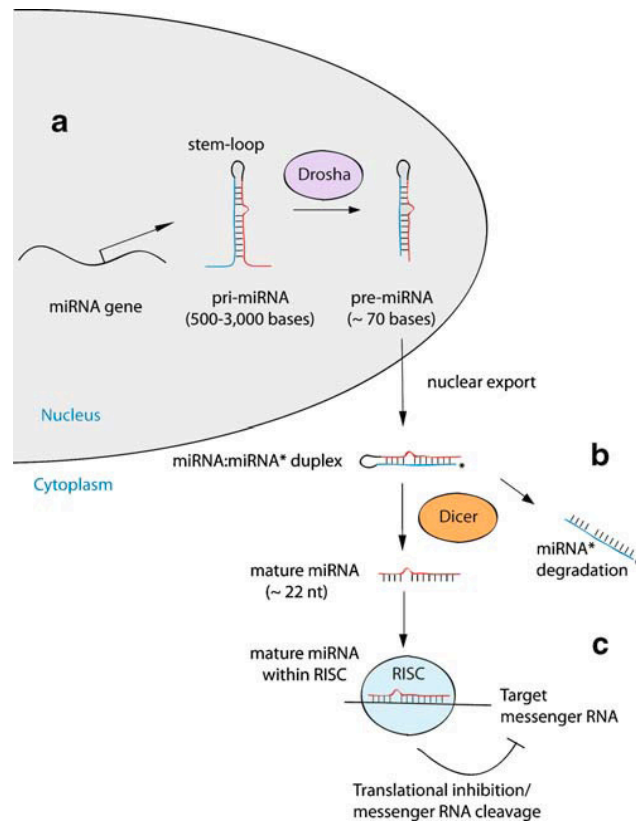 a
stem-loop
Drosha
miRNA gene
pri-miRNA
(500-3,000 bases)
pre-miRNA
(~ 70 bases)
nuclear export
Nucleus
Cytoplasm
miRNA:miRNA* duplex
*
b
Dicer
miRNA*
degradation
mature miRNA
(~ 22 nt)
c
mature miRNA
within RISC
RISC
Target
messenger RNA
Translational inhibition/
messenger RNA cleavage